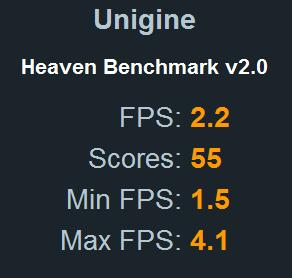 Unigine
Heaven Benchmark v2.0
FPS: 2.2
Scores: 55
Min FPS: 1.5
Max FPS: 4.1